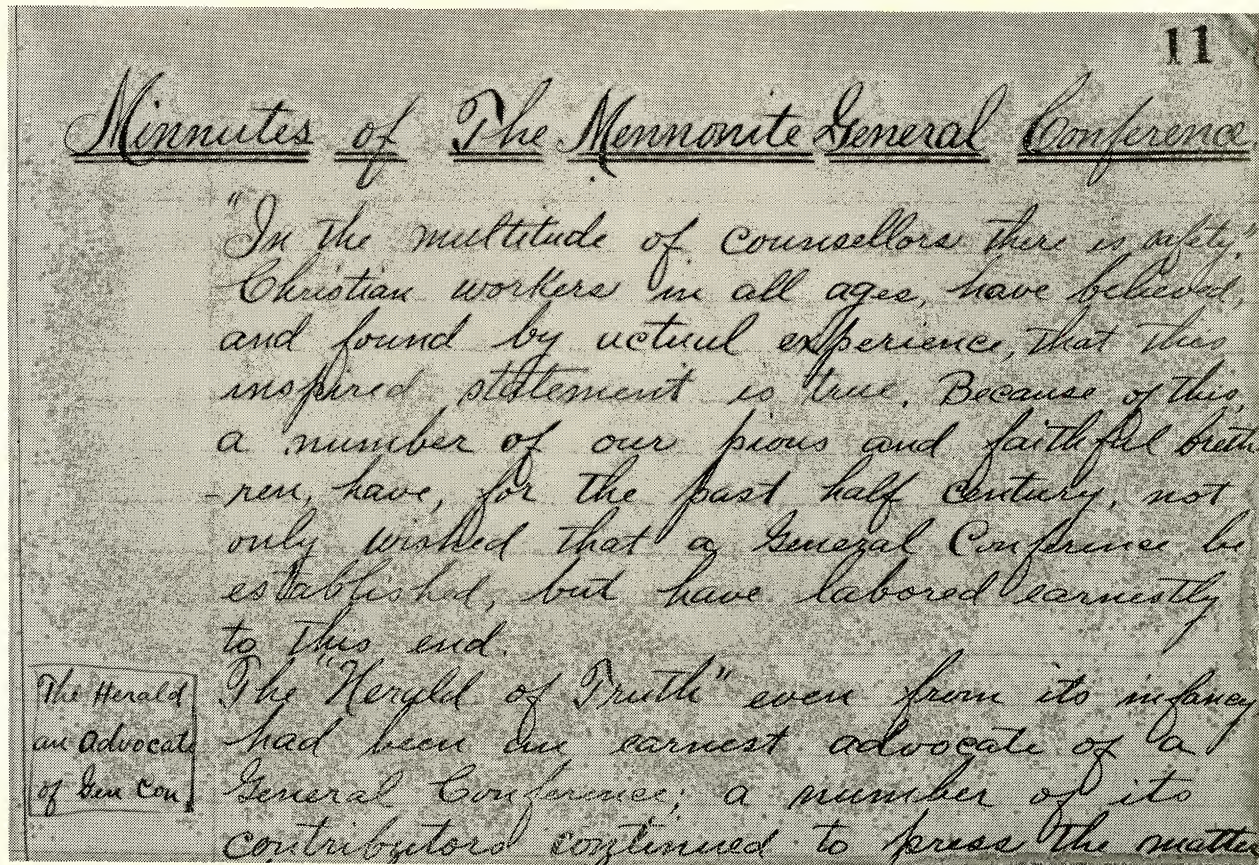 11
Minnutes of The Mennonite General Conference
"In the multitude of counsellors there is safety."
Christian workers in all ages, have believed,
and found by actual experience, that this
inspired statement is true. Because of this,
a number of our pious and faithful breth
-ren, have, for the past half century, not
only wished that a General Conference be
established, but have labored earnestly
to this end.
The Herald
an Advocate
of Gen Con
The "Herald of Truth" even from its infancy
had been an earnest advocate of a
General Conference; a number of its
contributors continued to press the matte